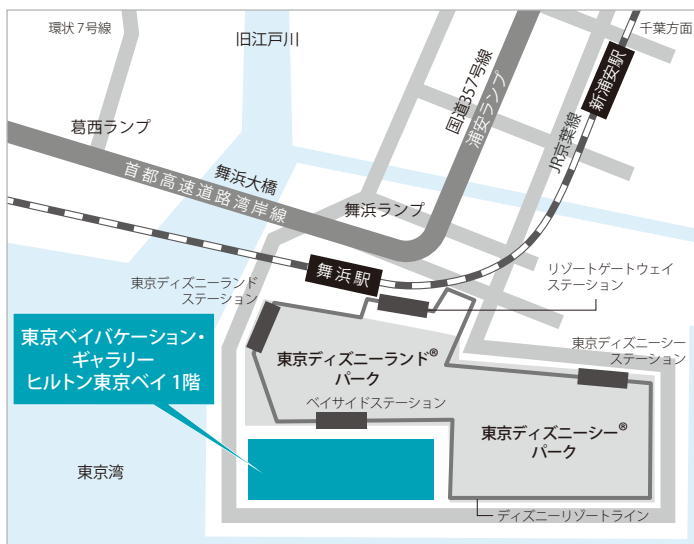 環状7号線
旧江戸川
千葉方面
新浦安駅
国道357号線
浦安ランプ
葛西ランプ
JR京葉線
舞浜大橋
首都高速道路湾岸線
舞浜ランプ
舞浜駅
リゾートゲートウェイ
ステーション
東京ディズニーランド
ステーション
東京ベイバケーション・
ギャラリー
ヒルトン東京ベイ 1階
東京ディズニーランド®
パーク
東京ディズニーシー
ステーション
ベイサイドステーション
東京ディズニーシー®
パーク
東京湾
ディズニーリゾートライン